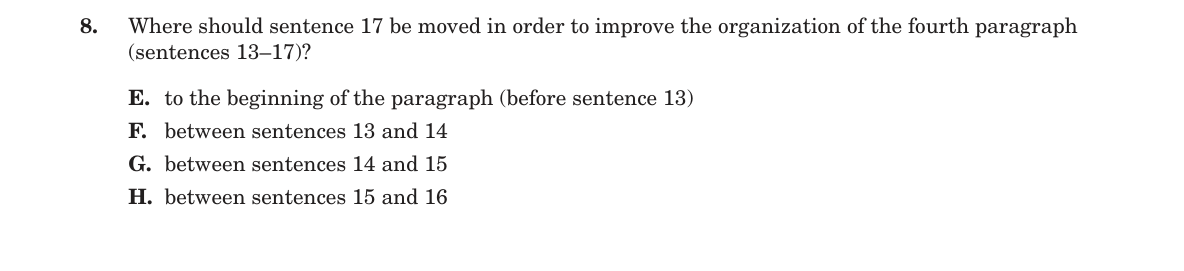 8. Where should sentence 17 be moved in order to improve the organization of the fourth paragraph
(sentences 13–17)?
E. to the beginning of the paragraph (before sentence 13)
F. between sentences 13 and 14
G. between sentences 14 and 15
H. between sentences 15 and 16